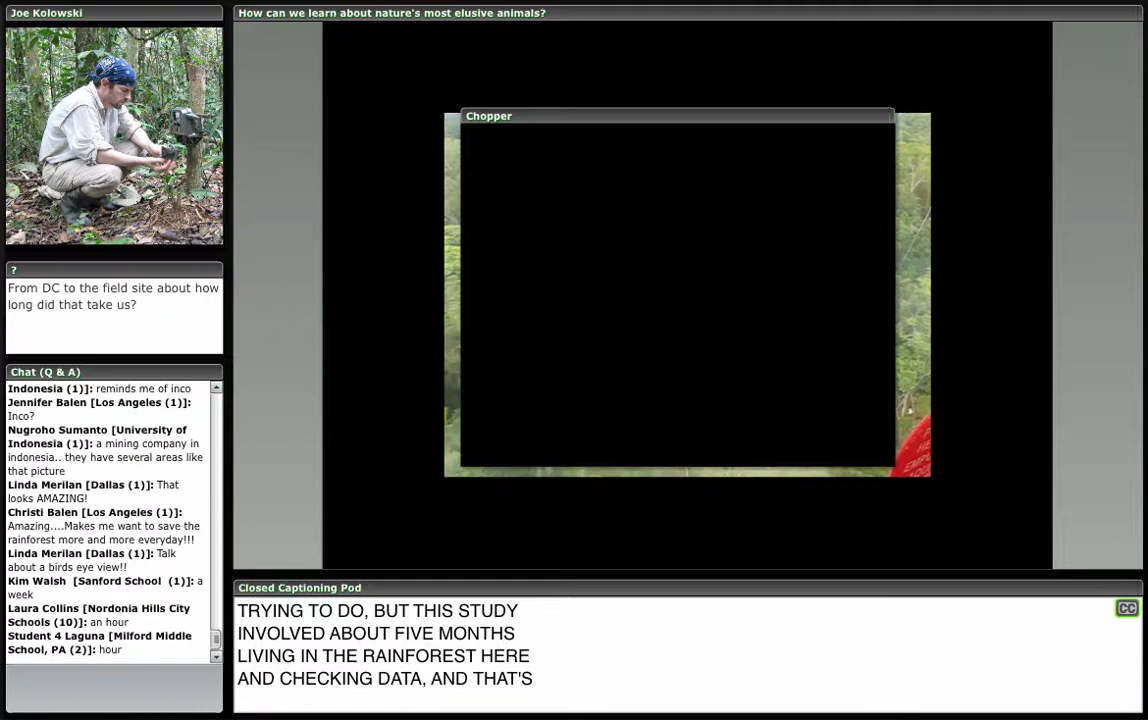 Joe Kolowski
How can we learn about nature's most elusive animals?
Chopper
?
From DC to the field site about how
long did that take us?
Chat (Q & A)
Indonesia (1)]: reminds me of inco
Jennifer Balen [Los Angeles (1)]:
Inco?
Nugroho Sumanto [University of
Indonesia (1)]: a mining company in
indonesia.. they have several areas like
that picture
Linda Merilan [Dallas (1)]: That
looks AMAZING!
Christi Balen [Los Angeles (1)]:
Amazing....Makes me want to save the
rainforest more and more everyday!!!
Linda Merilan [Dallas (1)]: Talk
about a birds eye view!!
Kim Walsh [Sanford School (1)]: a
week
Laura Collins [Nordonia Hills City
Schools (10)]: an hour
Student 4 Laguna [Milford Middle
School, PA (2)]: hour
Closed Captioning Pod
CC
TRYING TO DO, BUT THIS STUDY
INVOLVED ABOUT FIVE MONTHS
LIVING IN THE RAINFOREST HERE
AND CHECKING DATA, AND THAT'S